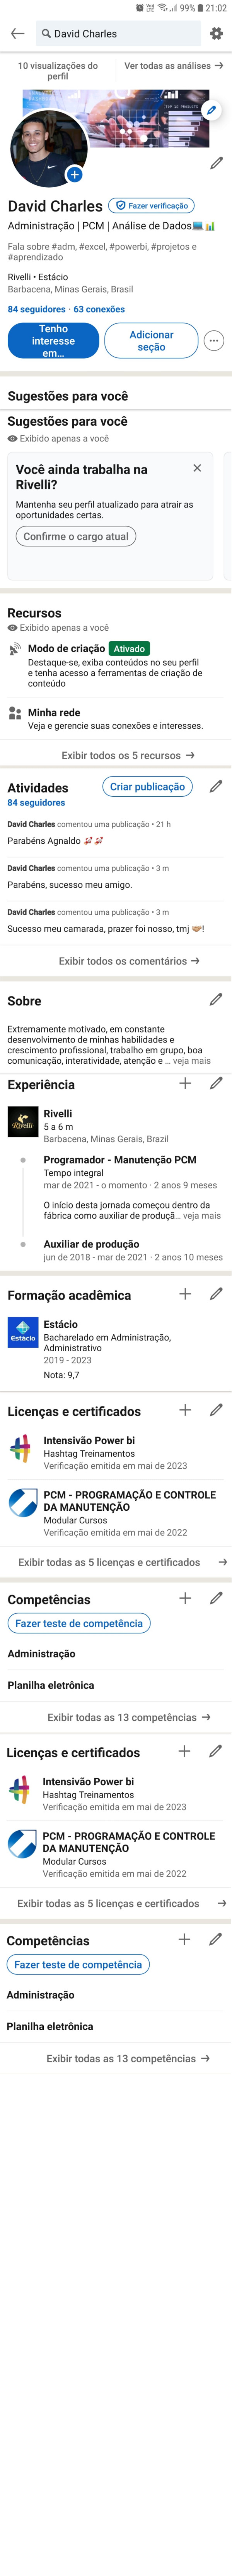 99% 21:02
David Charles
10 visualizações do
perfil
Ver todas as análises →
TOP 10 PRODUCTS
David Charles
Fazer verificação
Administração | PCM | Análise de Dados💻📊
Fala sobre #adm, #excel, #powerbi, #projetos e
#aprendizado
Rivelli • Estácio
Barbacena, Minas Gerais, Brasil
84 seguidores • 63 conexões
Tenho
interesse
em...
Adicionar
seção
Sugestões para você
Sugestões para você
Exibido apenas a você
Você ainda trabalha na
Rivelli?
Mantenha seu perfil atualizado para atrair as
oportunidades certas.
Confirme o cargo atual
Recursos
Exibido apenas a você
Modo de criação Ativado
Destaque-se, exiba conteúdos no seu perfil
e tenha acesso a ferramentas de criação de
conteúdo
Minha rede
Veja e gerencie suas conexões e interesses.
Exibir todos os 5 recursos →
Atividades
Criar publicação
84 seguidores
David Charles comentou uma publicação • 21 h
Parabéns Agnaldo
David Charles comentou uma publicação • 3 m
Parabéns, sucesso meu amigo.
David Charles comentou uma publicação • 3 m
Sucesso meu camarada, prazer foi nosso, tmj 🤝!
Exibir todos os comentários →
Sobre
Extremamente motivado, em constante
desenvolvimento de minhas habilidades e
crescimento profissional, trabalho em grupo, boa
comunicação, interatividade, atenção e ... veja mais
Experiência
Rivelli
Rivelli
5 a 6 m
Barbacena, Minas Gerais, Brazil
Programador - Manutenção PCM
Tempo integral
mar de 2021 - o momento · 2 anos 9 meses
O início desta jornada começou dentro da
fábrica como auxiliar de produçã... veja mais
Auxiliar de produção
jun de 2018 - mar de 2021 · 2 anos 10 meses
Formação acadêmica
Estácio
Estácio
Bacharelado em Administração,
Administrativo
2019 - 2023
Nota: 9,7
Licenças e certificados
Intensivão Power bi
Hashtag Treinamentos
Verificação emitida em mai de 2023
PCM - PROGRAMAÇÃO E CONTROLE
DA MANUTENÇÃO
Modular Cursos
Verificação emitida em mai de 2022
Exibir todas as 5 licenças e certificados →
Competências
Fazer teste de competência
Administração
Planilha eletrônica
Exibir todas as 13 competências →
Licenças e certificados
Intensivão Power bi
Hashtag Treinamentos
Verificação emitida em mai de 2023
PCM - PROGRAMAÇÃO E CONTROLE
DA MANUTENÇÃO
Modular Cursos
Verificação emitida em mai de 2022
Exibir todas as 5 licenças e certificados →
Competências
Fazer teste de competência
Administração
Planilha eletrônica
Exibir todas as 13 competências →